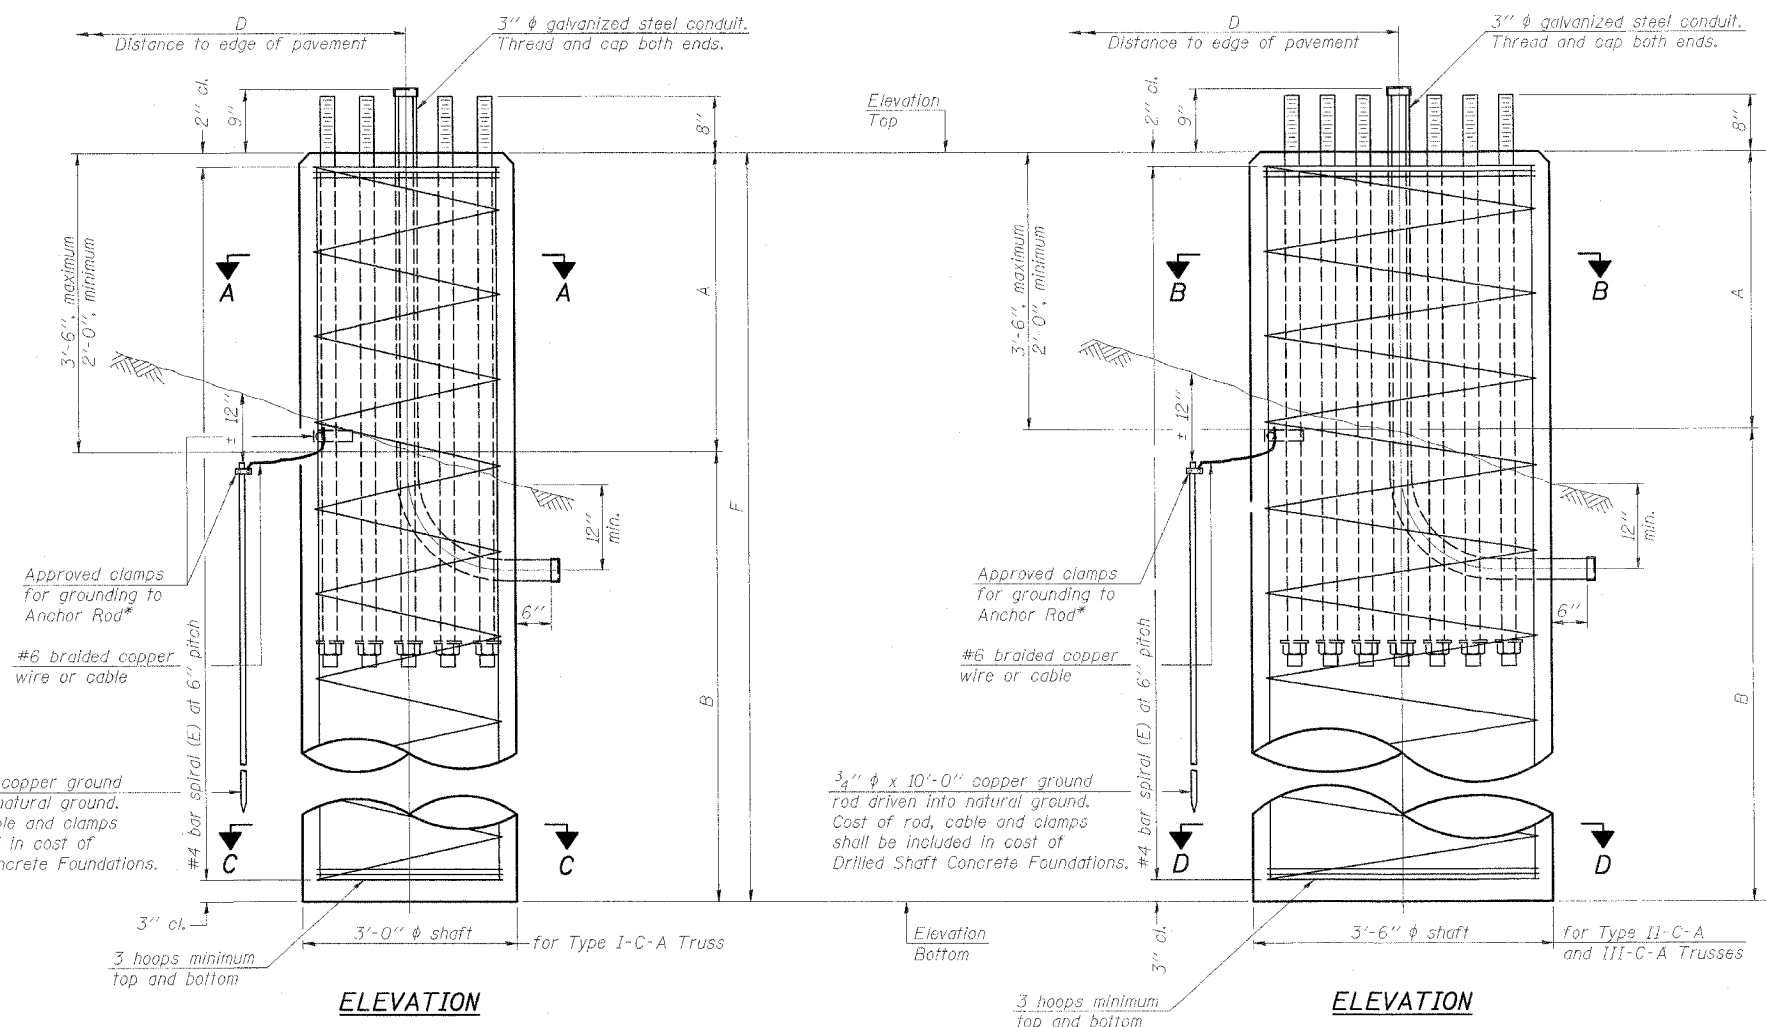 D
Distance to edge of pavement
3'' ϕ galvanized steel conduit.
Thread and cap both ends.
2'' cl.
9''
8''
3'-6'', maximum
2'-0'', minimum
A
A
A
F
± 12''
12''
min.
Approved clamps
for grounding to
Anchor Rod*
6''
#6 braided copper
wire or cable
#4 bar spiral (E) at 6'' pitch
B
copper ground
natural ground.
ble and clamps
in cost of
ncrete Foundations.
C
C
3'' cl.
3'-0'' ϕ shaft
for Type I-C-A Truss
3 hoops minimum
top and bottom
ELEVATION
Elevation
Top
Elevation
Bottom
D
Distance to edge of pavement
3'' ϕ galvanized steel conduit.
Thread and cap both ends.
2'' cl.
9''
8''
3'-6'', maximum
2'-0'', minimum
B
B
A
± 12''
12''
min.
Approved clamps
for grounding to
Anchor Rod*
6''
#6 braided copper
wire or cable
#4 bar spiral (E) at 6'' pitch
B
3/4'' ϕ x 10'-0'' copper ground
rod driven into natural ground.
Cost of rod, cable and clamps
shall be included in cost of
Drilled Shaft Concrete Foundations.
D
D
3'' cl.
3'-6'' ϕ shaft
for Type II-C-A
and III-C-A Trusses
3 hoops minimum
top and bottom
ELEVATION